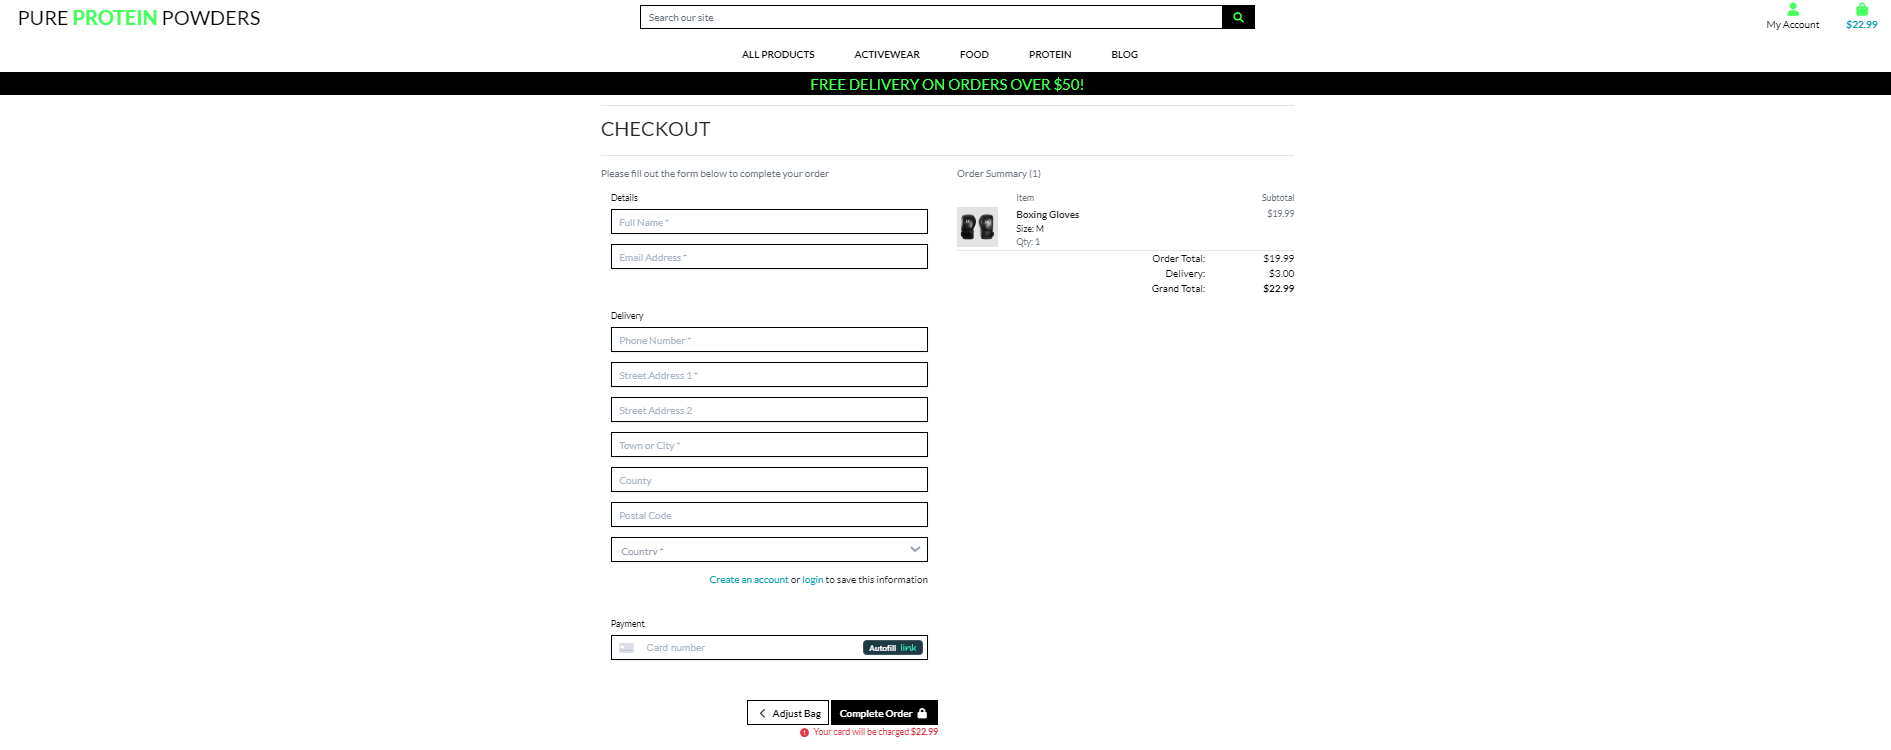 PURE PROTEIN POWDERS
Search our site
My Account
$22.99
ALL PRODUCTS ACTIVEWEAR FOOD PROTEIN BLOG
FREE DELIVERY ON ORDERS OVER $50!
CHECKOUT
Please fill out the form below to complete your order
Details
Full Name *
Email Address *
Delivery
Phone Number *
Street Address 1 *
Street Address 2
Town or City *
County
Postal Code
Country *
Create an account or login to save this information
Payment
Card number
Autofill link
Adjust Bag
Complete Order
Your card will be charged $22.99
Order Summary (1)
Item Subtotal
Boxing Gloves $19.99
Size: M
Qty: 1
Order Total: $19.99
Delivery: $3.00
Grand Total: $22.99